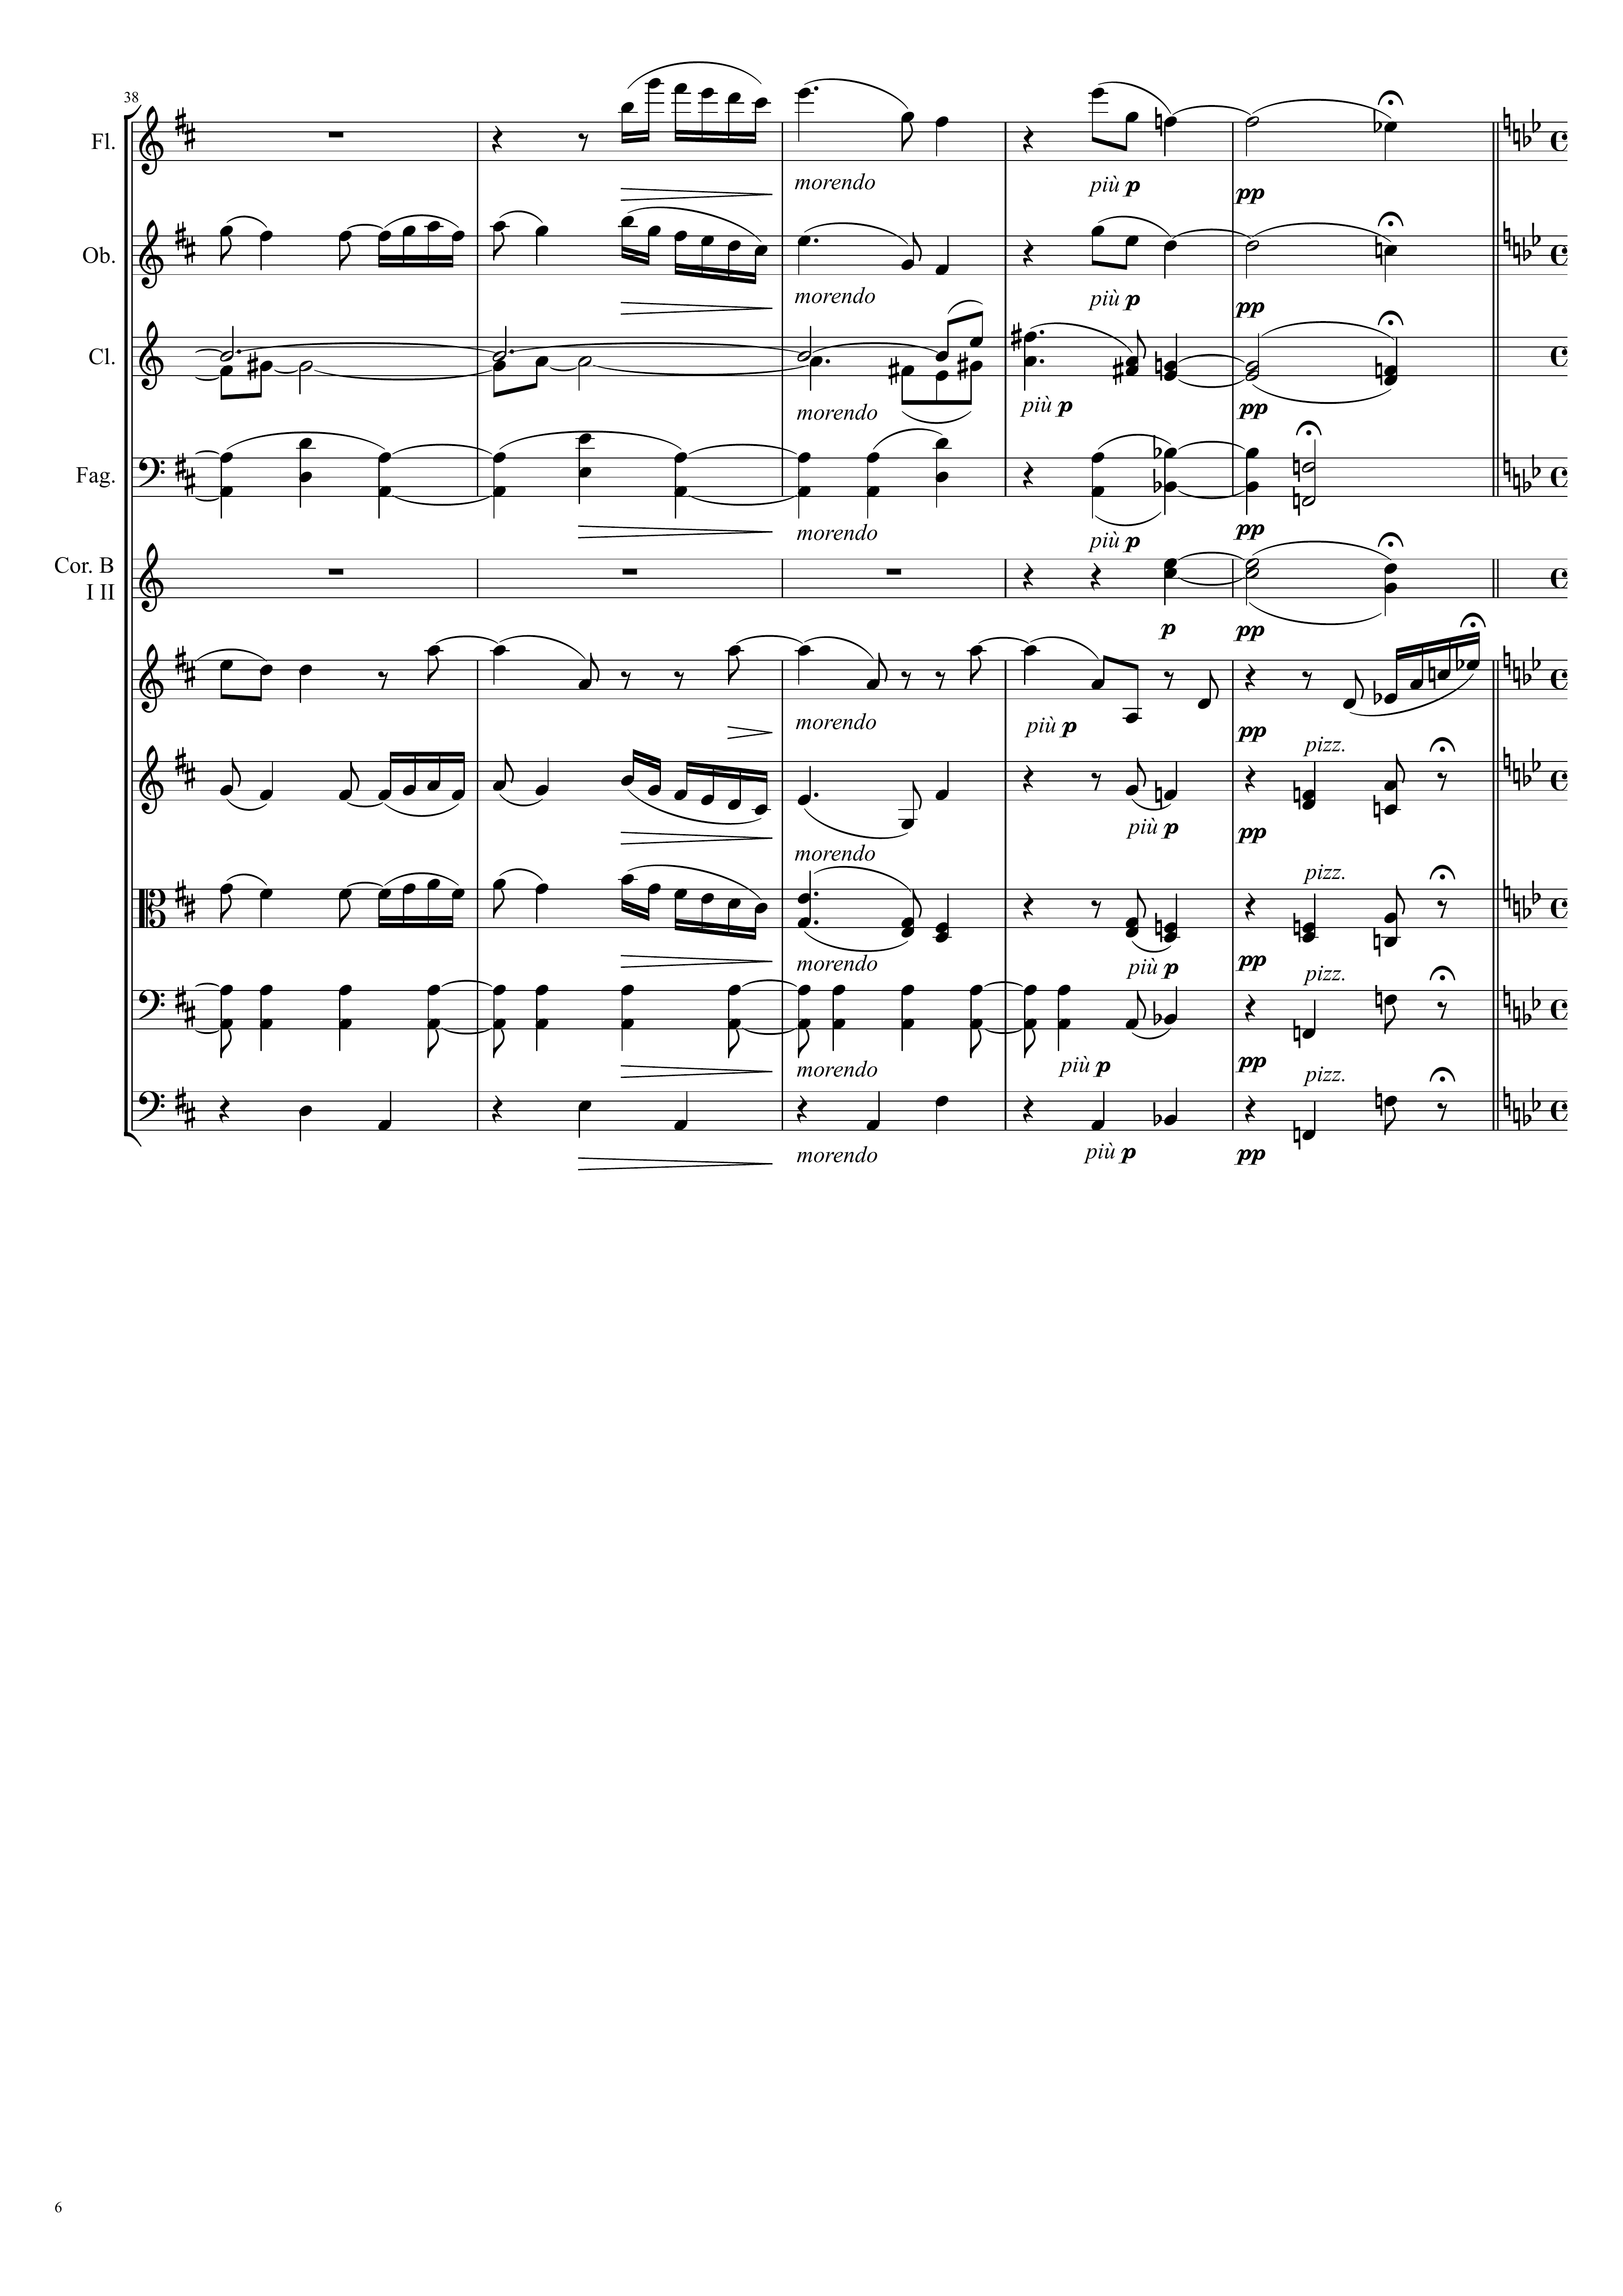 38
Fl.
morendo
più p
pp
Ob.
morendo
più p
pp
Cl.
morendo
più p
pp
Fag.
morendo
più p
pp
Cor. B
I II
p
pp
morendo
più p
pp
pizz.
morendo
più p
pp
pizz.
morendo
più p
pp
pizz.
morendo
più p
pp
pizz.
morendo
più p
pp
6